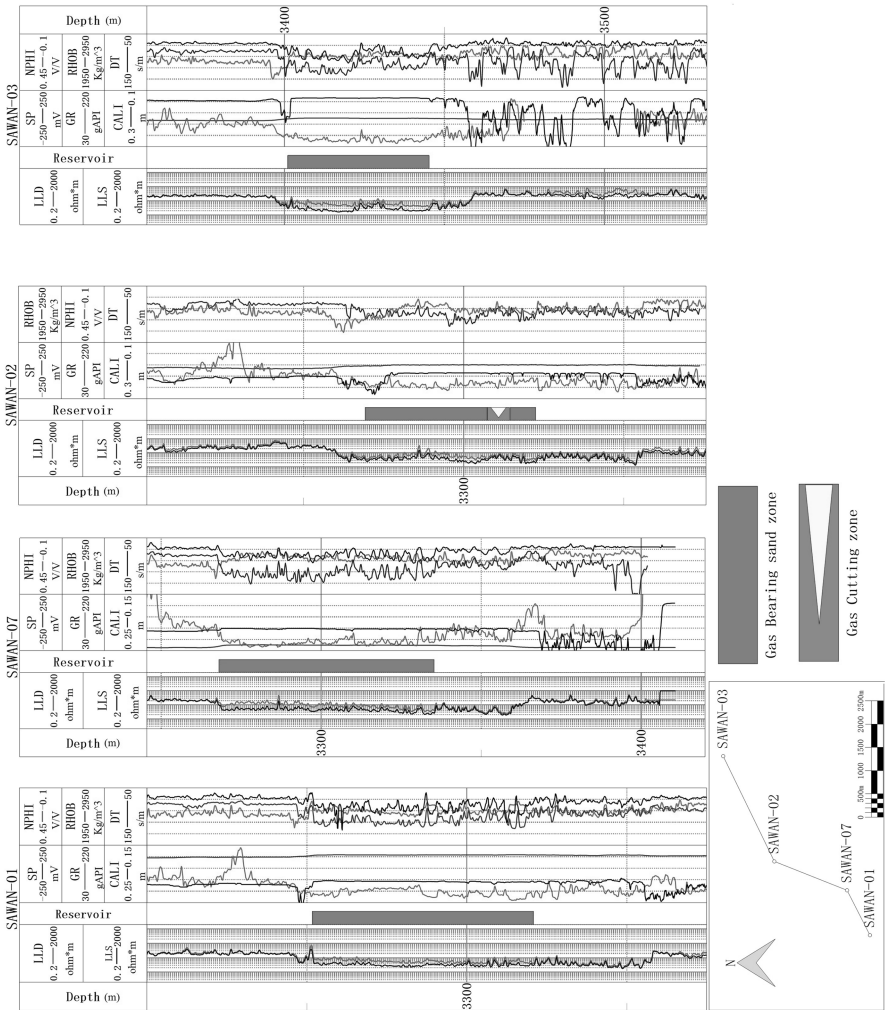 SAWAN-03
Depth (m)
3400
3500
NPHI
0.45—-0.1
V/V
RHOB
1950—2950
Kg/m^3
DT
150—50
s/m
SP
-250—250
mV
GR
30—220
gAPI
CALI
0.3—0.1
m
Reservoir
LLD
0.2—2000
ohm*m
LLS
0.2—2000
ohm*m
SAWAN-02
RHOB
1950—2950
Kg/m^3
NPHI
0.45—-0.1
V/V
DT
150—50
s/m
SP
-250—250
mV
GR
30—220
gAPI
CALI
0.3—0.1
m
Reservoir
LLD
0.2—2000
ohm*m
LLS
0.2—2000
ohm*m
Depth (m)
3300
SAWAN-07
NPHI
0.45—-0.1
V/V
RHOB
1950—2950
Kg/m^3
DT
150—50
s/m
SP
-250—250
mV
GR
30—220
gAPI
CALI
0.25—0.15
m
Reservoir
LLD
0.2—2000
ohm*m
LLS
0.2—2000
ohm*m
Depth (m)
3300
3400
SAWAN-01
NPHI
0.45—-0.1
V/V
RHOB
1950—2950
Kg/m^3
DT
150—50
s/m
SP
-250—250
mV
GR
30—220
gAPI
CALI
0.25—0.15
m
Reservoir
LLD
0.2—2000
ohm*m
LLS
0.2—2000
ohm*m
Depth (m)
3300
Gas Bearing sand zone
Gas Cutting zone
N
SAWAN-03
SAWAN-02
SAWAN-07
SAWAN-01
0 500m 1000 1500 2000 2500m